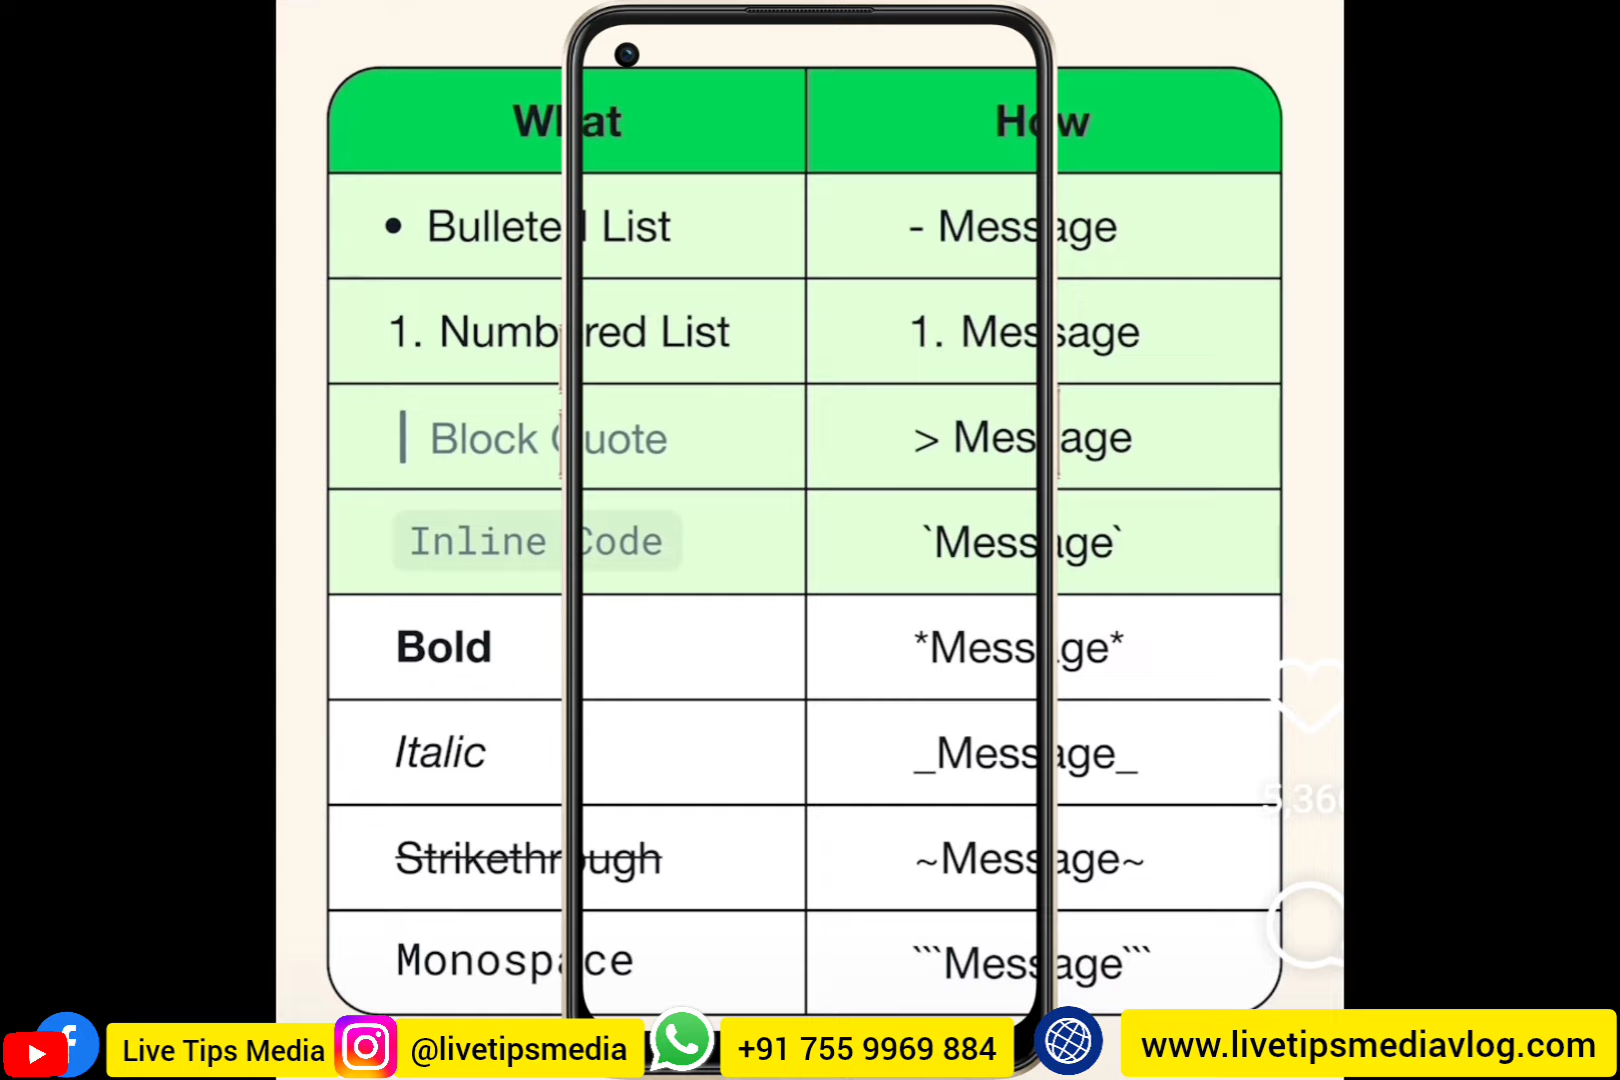 What How
• Bulleted List - Message
1. Numbered List 1. Message
Block Quote > Message
Inline Code `Message`
Bold *Message*
Italic _Message_
Strikethrough ~Message~
Monospace ```Message```
Live Tips Media @livetipsmedia +91 755 9969 884 www.livetipsmediavlog.com